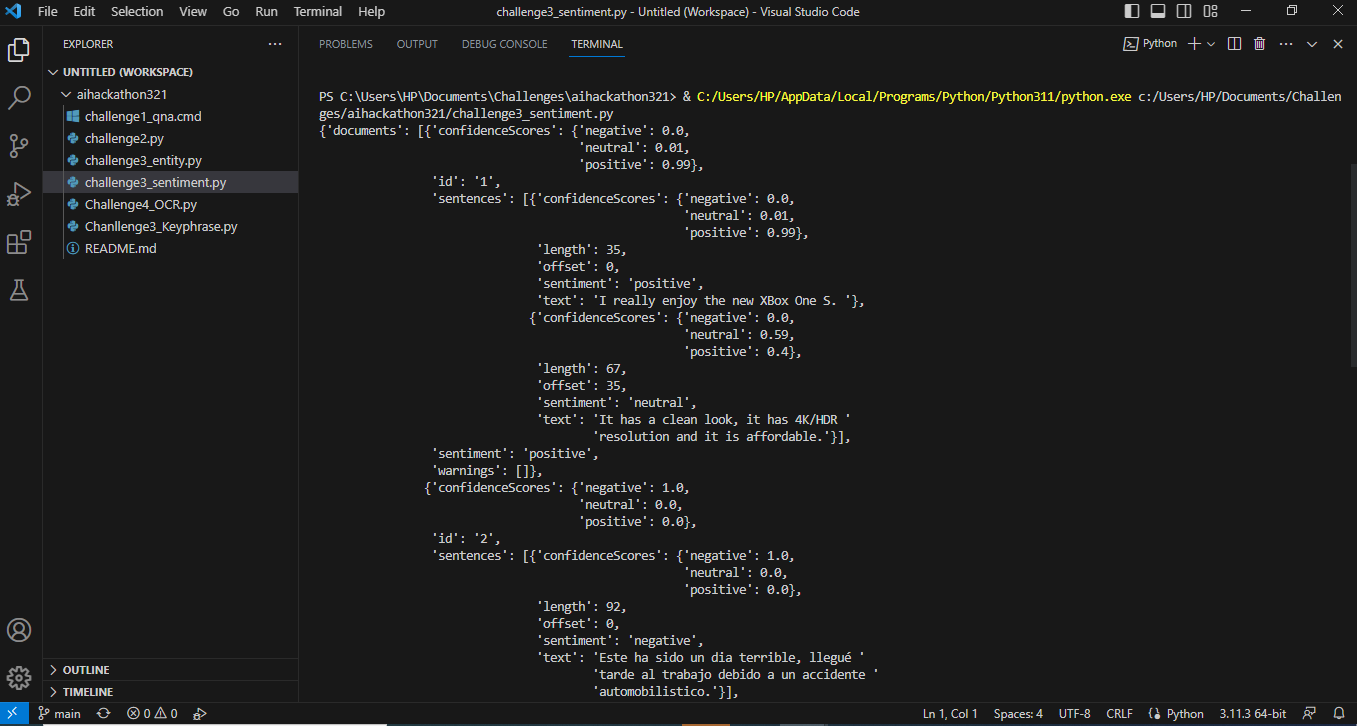 File Edit Selection View Go Run Terminal Help
challenge3_sentiment.py - Untitled (Workspace) - Visual Studio Code
EXPLORER
UNTITLED (WORKSPACE)
aihackathon321
challenge1_qna.cmd
challenge2.py
challenge3_entity.py
challenge3_sentiment.py
Challenge4_OCR.py
Chanllenge3_Keyphrase.py
README.md
OUTLINE
TIMELINE
PROBLEMS OUTPUT DEBUG CONSOLE TERMINAL
Python
PS C:\Users\HP\Documents\Challenges\aihackathon321> & C:/Users/HP/AppData/Local/Programs/Python/Python311/python.exe c:/Users/HP/Documents/Challen
ges/aihackathon321/challenge3_sentiment.py
{'documents': [{'confidenceScores': {'negative': 0.0,
'neutral': 0.01,
'positive': 0.99},
'id': '1',
'sentences': [{'confidenceScores': {'negative': 0.0,
'neutral': 0.01,
'positive': 0.99},
'length': 35,
'offset': 0,
'sentiment': 'positive',
'text': 'I really enjoy the new XBox One S. '},
{'confidenceScores': {'negative': 0.0,
'neutral': 0.59,
'positive': 0.4},
'length': 67,
'offset': 35,
'sentiment': 'neutral',
'text': 'It has a clean look, it has 4K/HDR '
'resolution and it is affordable.'}],
'sentiment': 'positive',
'warnings': []},
{'confidenceScores': {'negative': 1.0,
'neutral': 0.0,
'positive': 0.0},
'id': '2',
'sentences': [{'confidenceScores': {'negative': 1.0,
'neutral': 0.0,
'positive': 0.0},
'length': 92,
'offset': 0,
'sentiment': 'negative',
'text': 'Este ha sido un dia terrible, llegué '
'tarde al trabajo debido a un accidente '
'automobilistico.'}],
main 0 0
Ln 1, Col 1 Spaces: 4 UTF-8 CRLF Python 3.11.3 64-bit